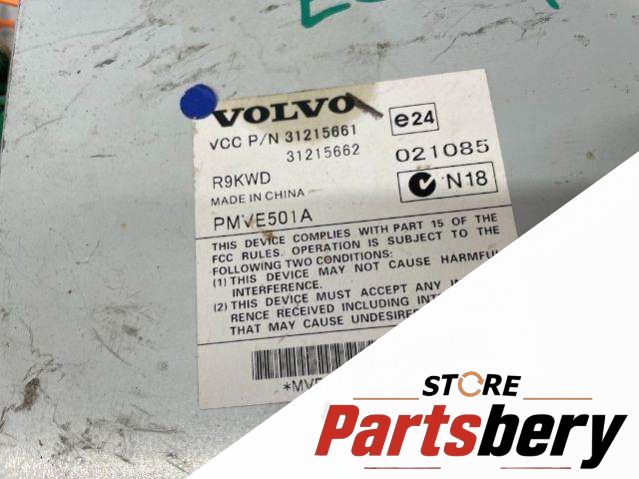 VOLVO
VCC P/N 31215661
31215662
e24
021085
R9KWD
MADE IN CHINA
N18
PMVE501A
THIS DEVICE COMPLIES WITH PART 15 OF THE
FCC RULES. OPERATION IS SUBJECT TO THE
FOLLOWING TWO CONDITIONS:
(1) THIS DEVICE MAY NOT CAUSE HARMFUL
INTERFERENCE.
(2) THIS DEVICE MUST ACCEPT ANY
RENCE RECEIVED INCLUDING
THAT MAY CAUSE
STORE
Partsbery